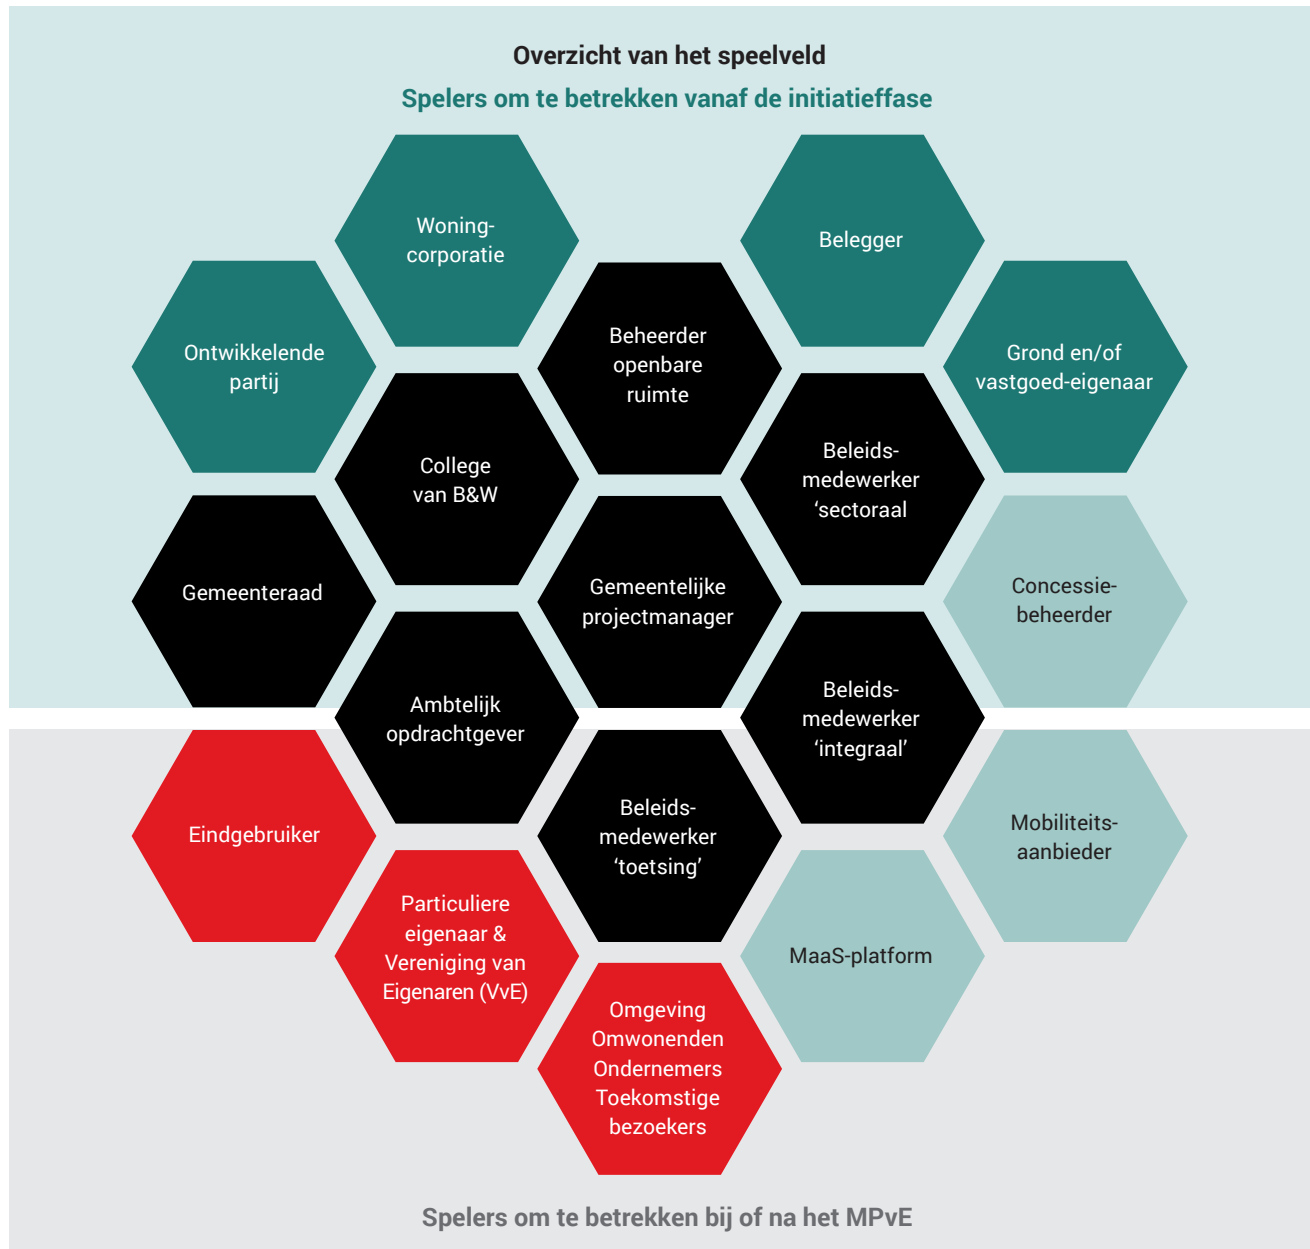 Overzicht van het speelveld
Spelers om te betrekken vanaf de initiatieffase
Woning-
corporatie
Belegger
Ontwikkelende
partij
Beheerder
openbare
ruimte
Grond en/of
vastgoed-eigenaar
College
van B&W
Beleids-
medewerker
‘sectoraal
Gemeenteraad
Gemeentelijke
projectmanager
Concessie-
beheerder
Ambtelijk
opdrachtgever
Beleids-
medewerker
‘integraal’
Eindgebruiker
Beleids-
medewerker
‘toetsing’
Mobiliteits-
aanbieder
Particuliere
eigenaar &
Vereniging van
Eigenaren (VvE)
MaaS-platform
Omgeving
Omwonenden
Ondernemers
Toekomstige
bezoekers
Spelers om te betrekken bij of na het MPvE